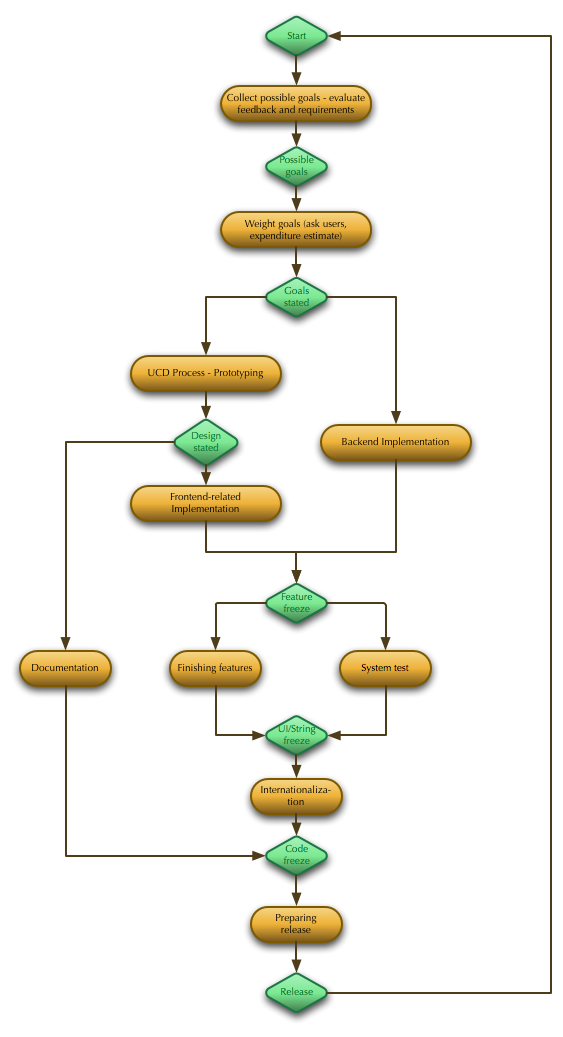 Start
Collect possible goals - evaluate
feedback and requirements
Possible
goals
Weight goals (ask users,
expenditure estimate)
Goals
stated
UCD Process - Prototyping
Design
stated
Backend Implementation
Frontend-related
Implementation
Feature
freeze
Documentation
Finishing features
System test
UI/String
freeze
Internationaliza-
tion
Code
freeze
Preparing
release
Release